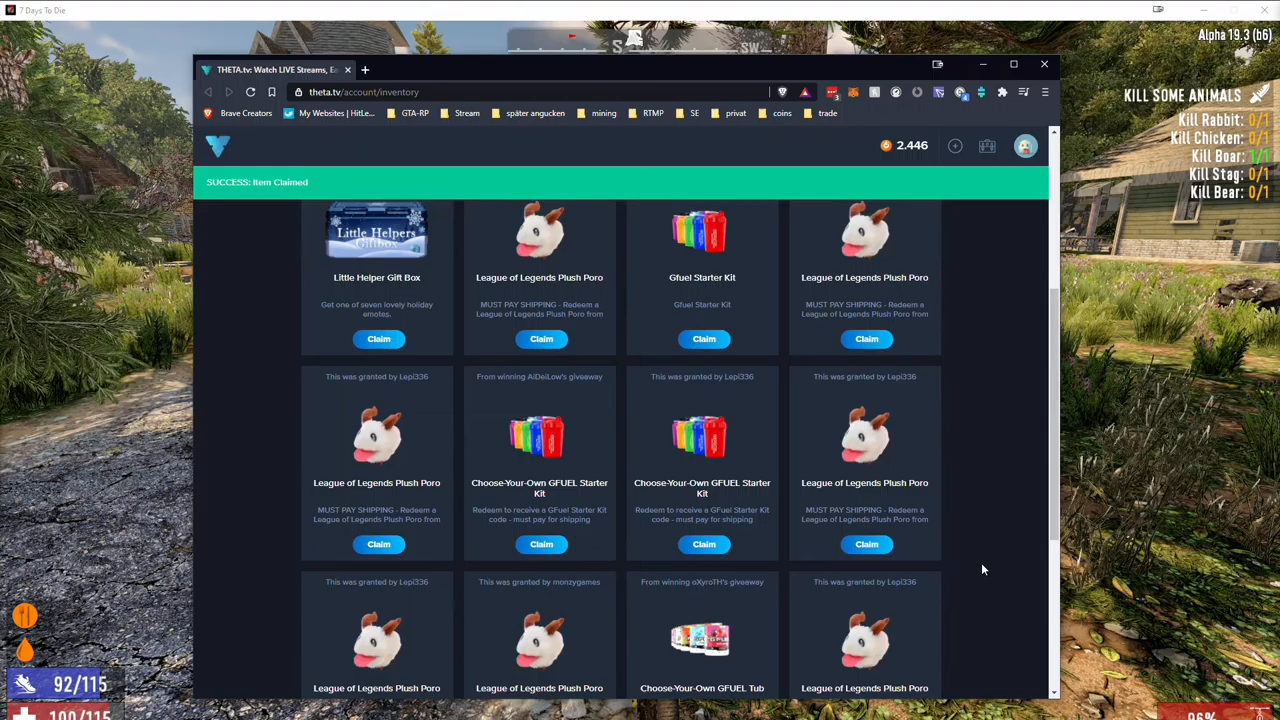 7 Days To Die
Alpha 19.3 (b6)
S
SW
THETA.tv: Watch LIVE Streams, Ea
theta.tv/account/inventory
3
4
Brave Creators
My Websites | HitLe...
GTA-RP
Stream
später angucken
mining
RTMP
SE
privat
coins
trade
KILL SOME ANIMALS
Kill Rabbit: 0/1
Kill Chicken: 0/1
Kill Boar: 1/1
Kill Stag: 0/1
Kill Bear: 0/1
2.446
SUCCESS: Item Claimed
Little Helpers
Giftbox
Little Helper Gift Box
Get one of seven lovely holiday
emotes.
Claim
League of Legends Plush Poro
MUST PAY SHIPPING - Redeem a
League of Legends Plush Poro from
Claim
Gfuel Starter Kit
Gfuel Starter Kit
Claim
League of Legends Plush Poro
MUST PAY SHIPPING - Redeem a
League of Legends Plush Poro from
Claim
This was granted by Lepi336
League of Legends Plush Poro
MUST PAY SHIPPING - Redeem a
League of Legends Plush Poro from
Claim
From winning AiDeiLow's giveaway
Choose-Your-Own GFUEL Starter
Kit
Redeem to receive a GFuel Starter Kit
code - must pay for shipping
Claim
This was granted by Lepi336
Choose-Your-Own GFUEL Starter
Kit
Redeem to receive a GFuel Starter Kit
code - must pay for shipping
Claim
This was granted by Lepi336
League of Legends Plush Poro
MUST PAY SHIPPING - Redeem a
League of Legends Plush Poro from
Claim
This was granted by Lepi336
League of Legends Plush Poro
This was granted by monzygames
League of Legends Plush Poro
From winning aXyroTH's giveaway
Choose-Your-Own GFUEL Tub
This was granted by Lepi336
League of Legends Plush Poro
92/115
100/115
96%